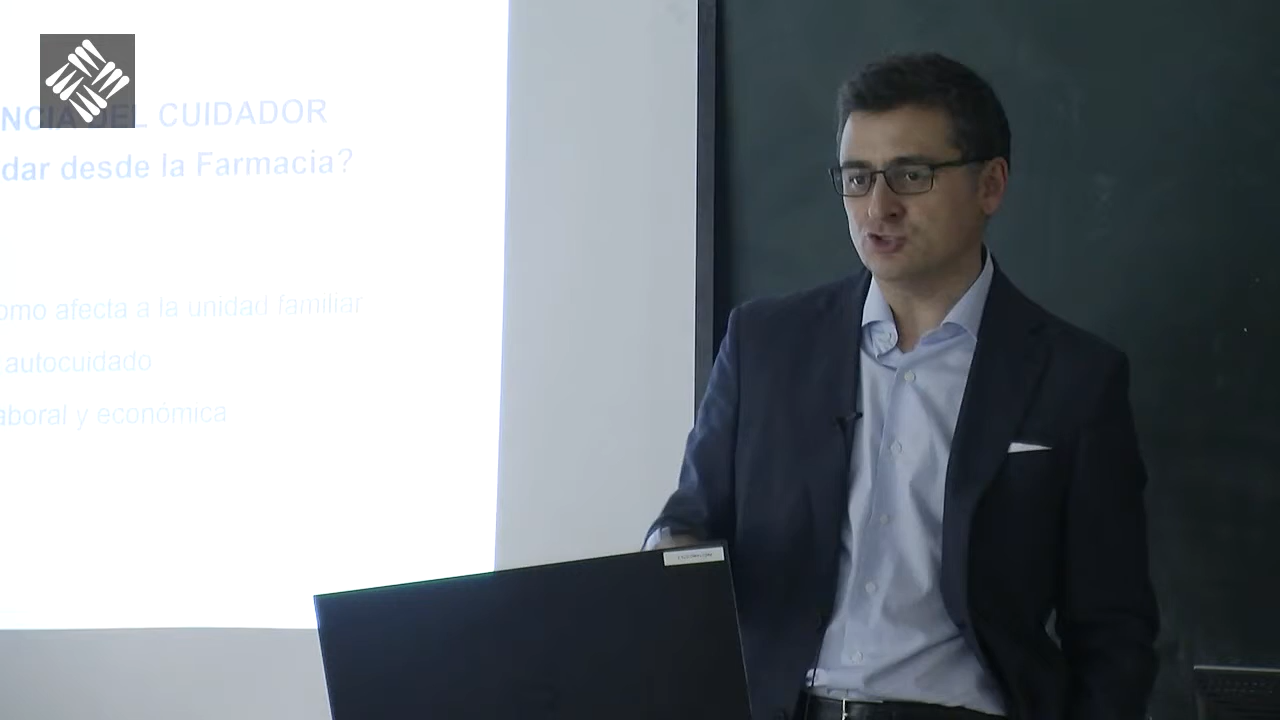 NCIA DEL CUIDADOR
dar desde la Farmacia?
omo afecta a la unidad familiar
autocuidado
aboral y económica